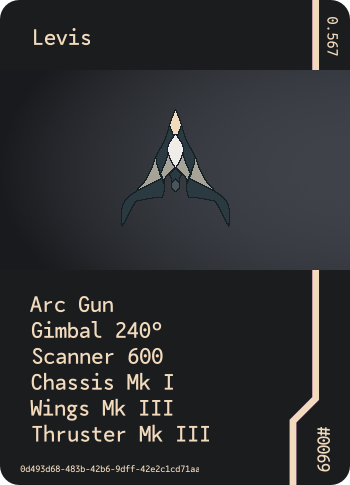 Levis
0.567
Arc Gun
Gimbal 240°
Scanner 600
Chassis Mk I
Wings Mk III
Thruster Mk III
#0069
0d493d68-483b-42b6-9dff-42e2c1cd71aa